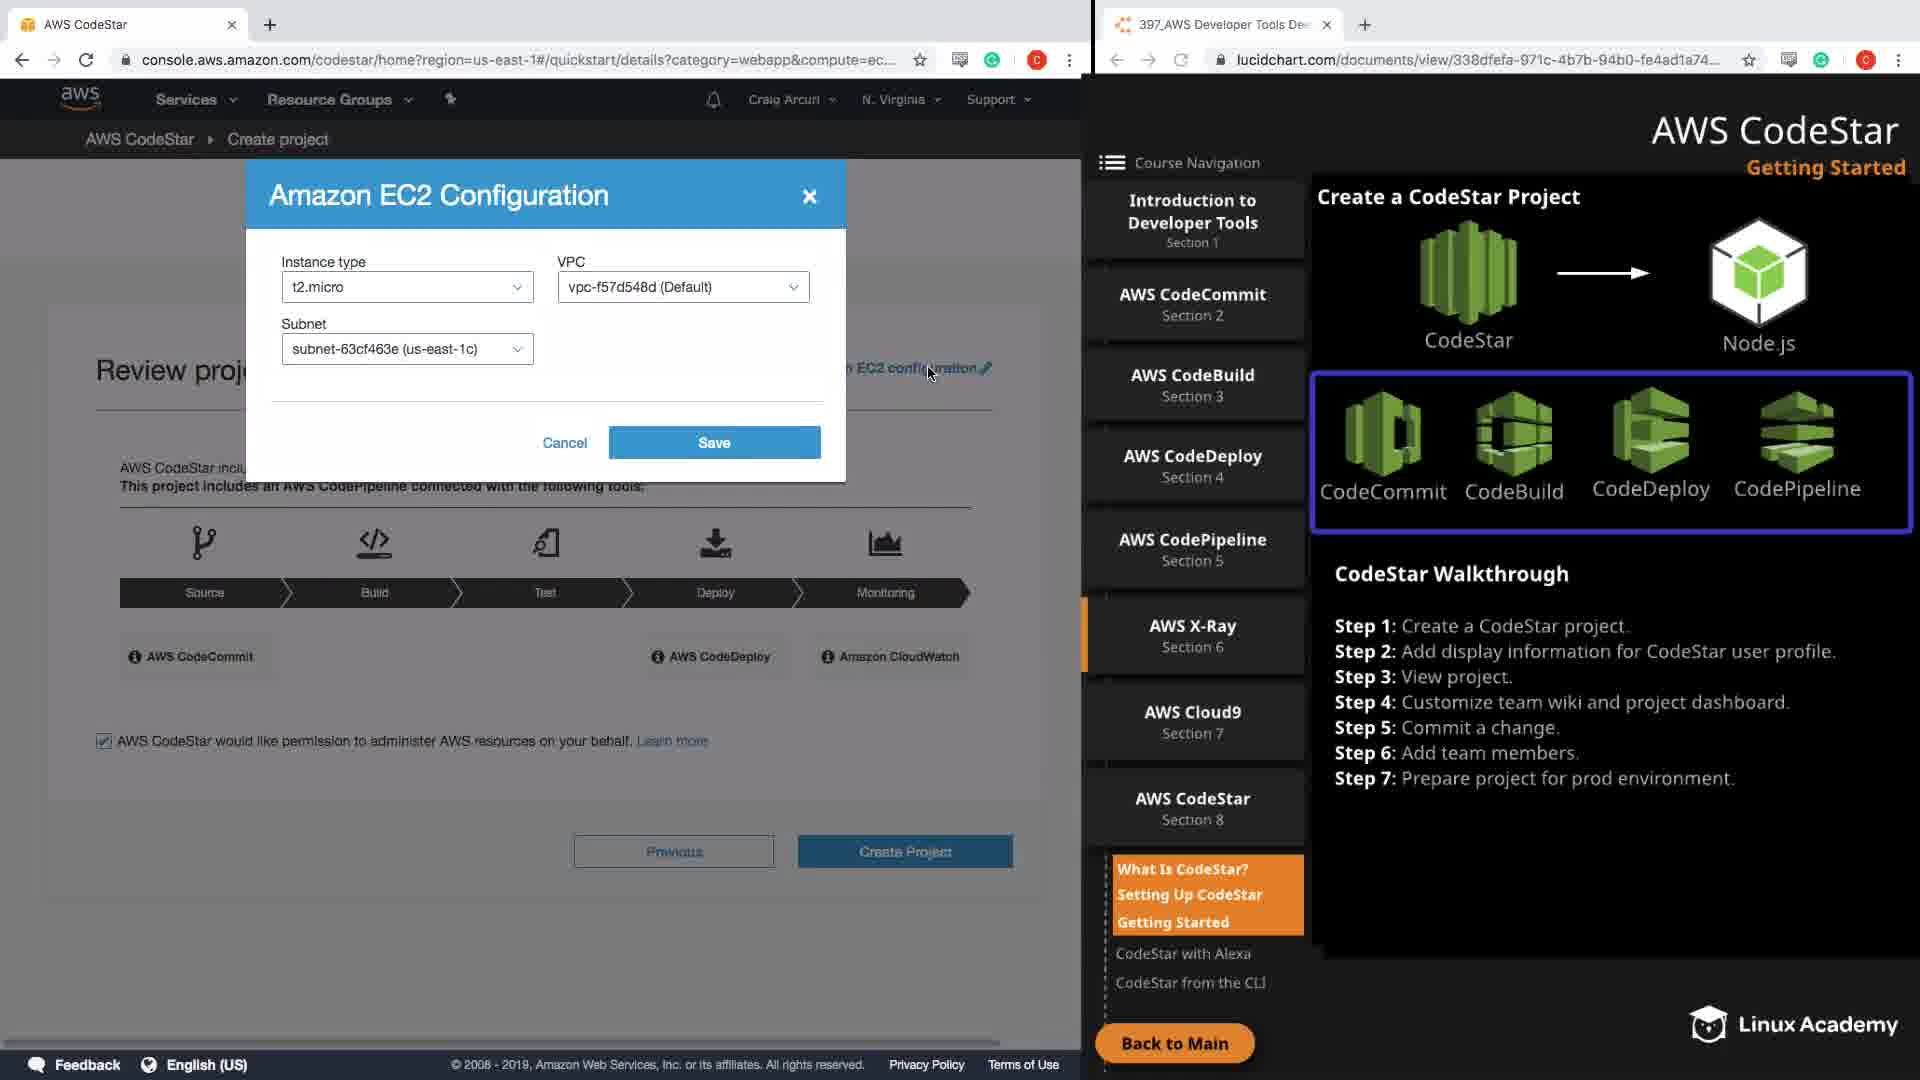 AWS CodeStar
console.aws.amazon.com/codestar/home?region=us-east-1#/quickstart/details?category=webapp&compute=ec...
C
aws
Services
Resource Groups
Craig Arcuri
N. Virginia
Support
AWS CodeStar
Create project
Amazon EC2 Configuration
Instance type
VPC
t2.micro
vpc-f57d548d (Default)
Subnet
subnet-63cf463e (us-east-1c)
Cancel
Save
Review proj
EC2 configuration
AWS CodeStar inclu
This project includes an AWS CodePipeline connected with the following tools:
Source
Build
Test
Deploy
Monitoring
AWS CodeCommit
AWS CodeDeploy
Amazon CloudWatch
AWS CodeStar would like permission to administer AWS resources on your behalf. Learn more
Previous
Create Project
Feedback
English (US)
© 2008 - 2019, Amazon Web Services, Inc. or its affiliates. All rights reserved.
Privacy Policy
Terms of Use
397_AWS Developer Tools De
lucidchart.com/documents/view/338dfefa-971c-4b7b-94b0-fe4ad1a74...
C
AWS CodeStar
Getting Started
Course Navigation
Introduction to
Developer Tools
Section 1
AWS CodeCommit
Section 2
AWS CodeBuild
Section 3
AWS CodeDeploy
Section 4
AWS CodePipeline
Section 5
AWS X-Ray
Section 6
AWS Cloud9
Section 7
AWS CodeStar
Section 8
What Is CodeStar?
Setting Up CodeStar
Getting Started
CodeStar with Alexa
CodeStar from the CLI
Back to Main
Create a CodeStar Project
CodeStar
Node.js
CodeCommit
CodeBuild
CodeDeploy
CodePipeline
CodeStar Walkthrough
Step 1: Create a CodeStar project.
Step 2: Add display information for CodeStar user profile.
Step 3: View project.
Step 4: Customize team wiki and project dashboard.
Step 5: Commit a change.
Step 6: Add team members.
Step 7: Prepare project for prod environment.
Linux Academy